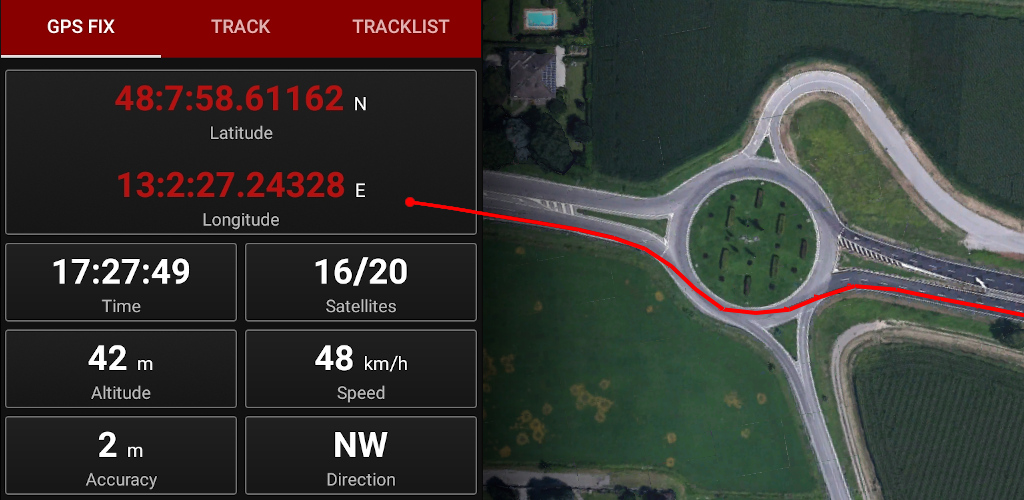 GPS FIX TRACK TRACKLIST
48:7:58.61162 N
Latitude
13:2:27.24328 E
Longitude
17:27:49 16/20
Time Satellites
42 m 48 km/h
Altitude Speed
2 m NW
Accuracy Direction